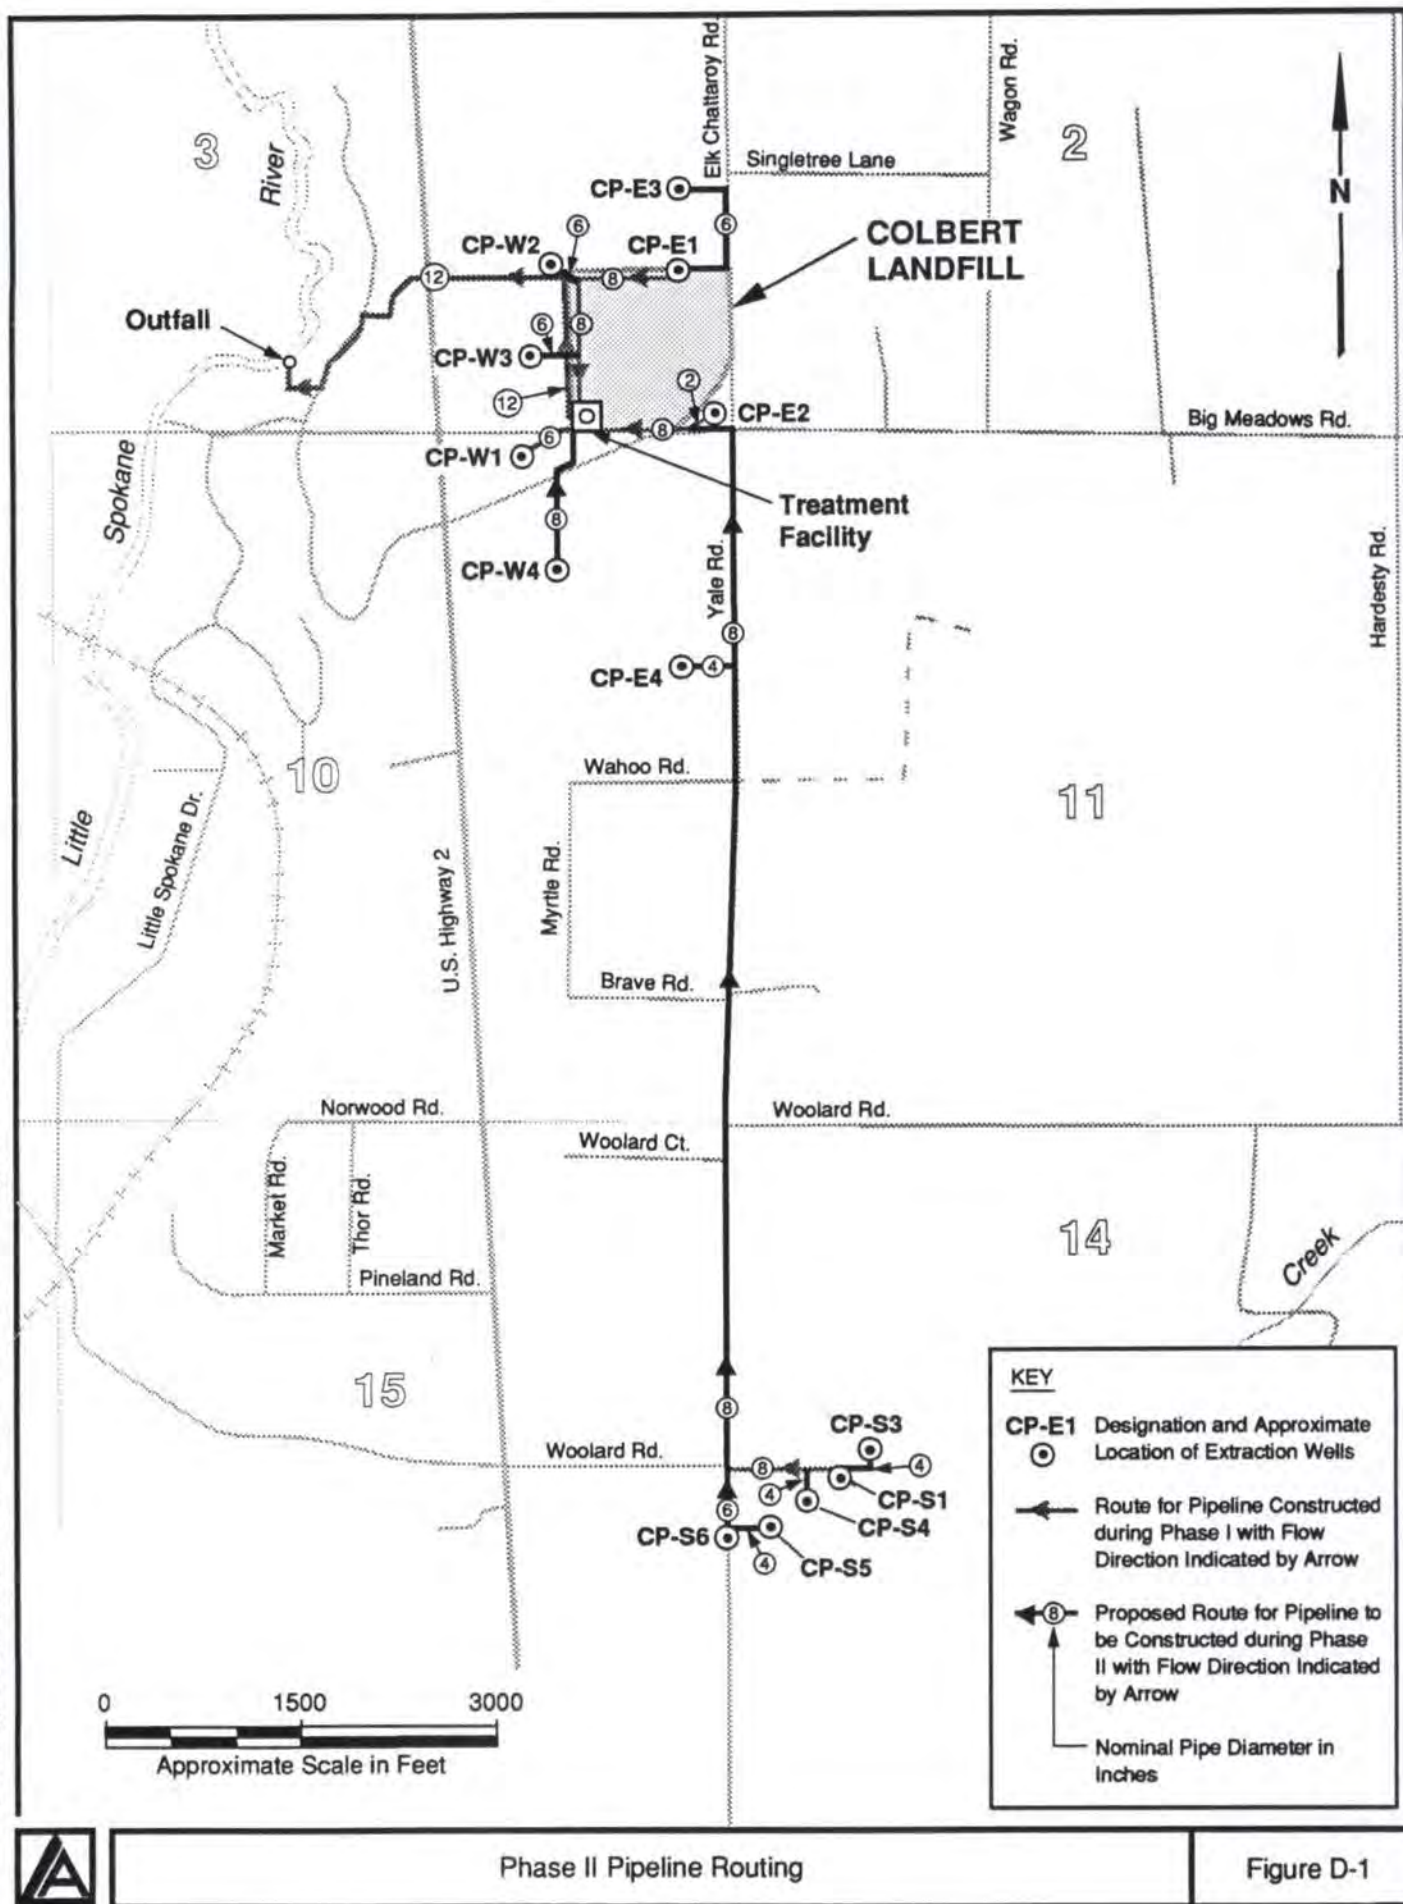 Elk Chattaroy Rd.
Wagon Rd.
3
2
River
Singletree Lane
N
CP-E3
6
6
COLBERT
LANDFILL
CP-W2
CP-E1
12
8
Outfall
6
8
CP-W3
12
2
CP-E2
8
Big Meadows Rd.
6
CP-W1
Treatment
Facility
Spokane
8
CP-W4
Yale Rd.
Hardesty Rd.
8
CP-E4
4
10
Wahoo Rd.
11
Little
Little Spokane Dr.
U.S. Highway 2
Myrtle Rd.
Brave Rd.
Norwood Rd.
Woolard Rd.
Woolard Ct.
Market Rd.
Thor Rd.
14
Creek
Pineland Rd.
15
8
CP-S3
Woolard Rd.
8
4
4
CP-S1
6
CP-S4
CP-S6
4
CP-S5
KEY
CP-E1 Designation and Approximate
Location of Extraction Wells
Route for Pipeline Constructed
during Phase I with Flow
Direction Indicated by Arrow
8 Proposed Route for Pipeline to
be Constructed during Phase
II with Flow Direction Indicated
by Arrow
Nominal Pipe Diameter in
Inches
0 1500 3000
Approximate Scale in Feet
Phase II Pipeline Routing
Figure D-1